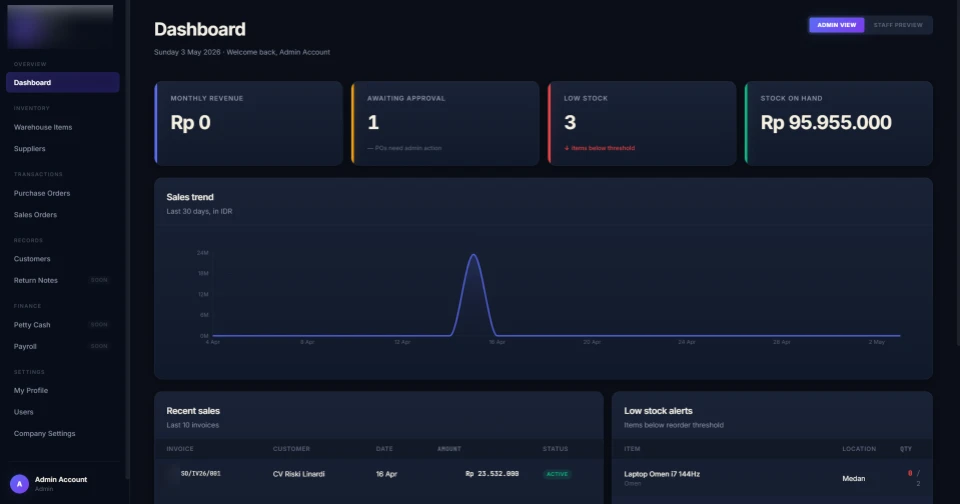 Dashboard
ADMIN VIEW
STAFF PREVIEW
Sunday 3 May 2026 · Welcome back, Admin Account
OVERVIEW
Dashboard
INVENTORY
Warehouse Items
Suppliers
TRANSACTIONS
Purchase Orders
Sales Orders
RECORDS
Customers
Return Notes SOON
FINANCE
Petty Cash SOON
Payroll SOON
SETTINGS
My Profile
Users
Company Settings
A
Admin Account
Admin
MONTHLY REVENUE
Rp 0
AWAITING APPROVAL
1
— POs need admin action
LOW STOCK
3
↓ items below threshold
STOCK ON HAND
Rp 95.955.000
Sales trend
Last 30 days, in IDR
24M
18M
12M
6M
0M
4 Apr 8 Apr 12 Apr 16 Apr 20 Apr 24 Apr 28 Apr 2 May
Recent sales
Last 10 invoices
INVOICE CUSTOMER DATE AMOUNT STATUS
SO/IV26/001 CV Riski Linardi 16 Apr Rp 23.532.000 ACTIVE
Low stock alerts
Items below reorder threshold
ITEM LOCATION QTY
Laptop Omen i7 144Hz Medan 0 /
Omen 2